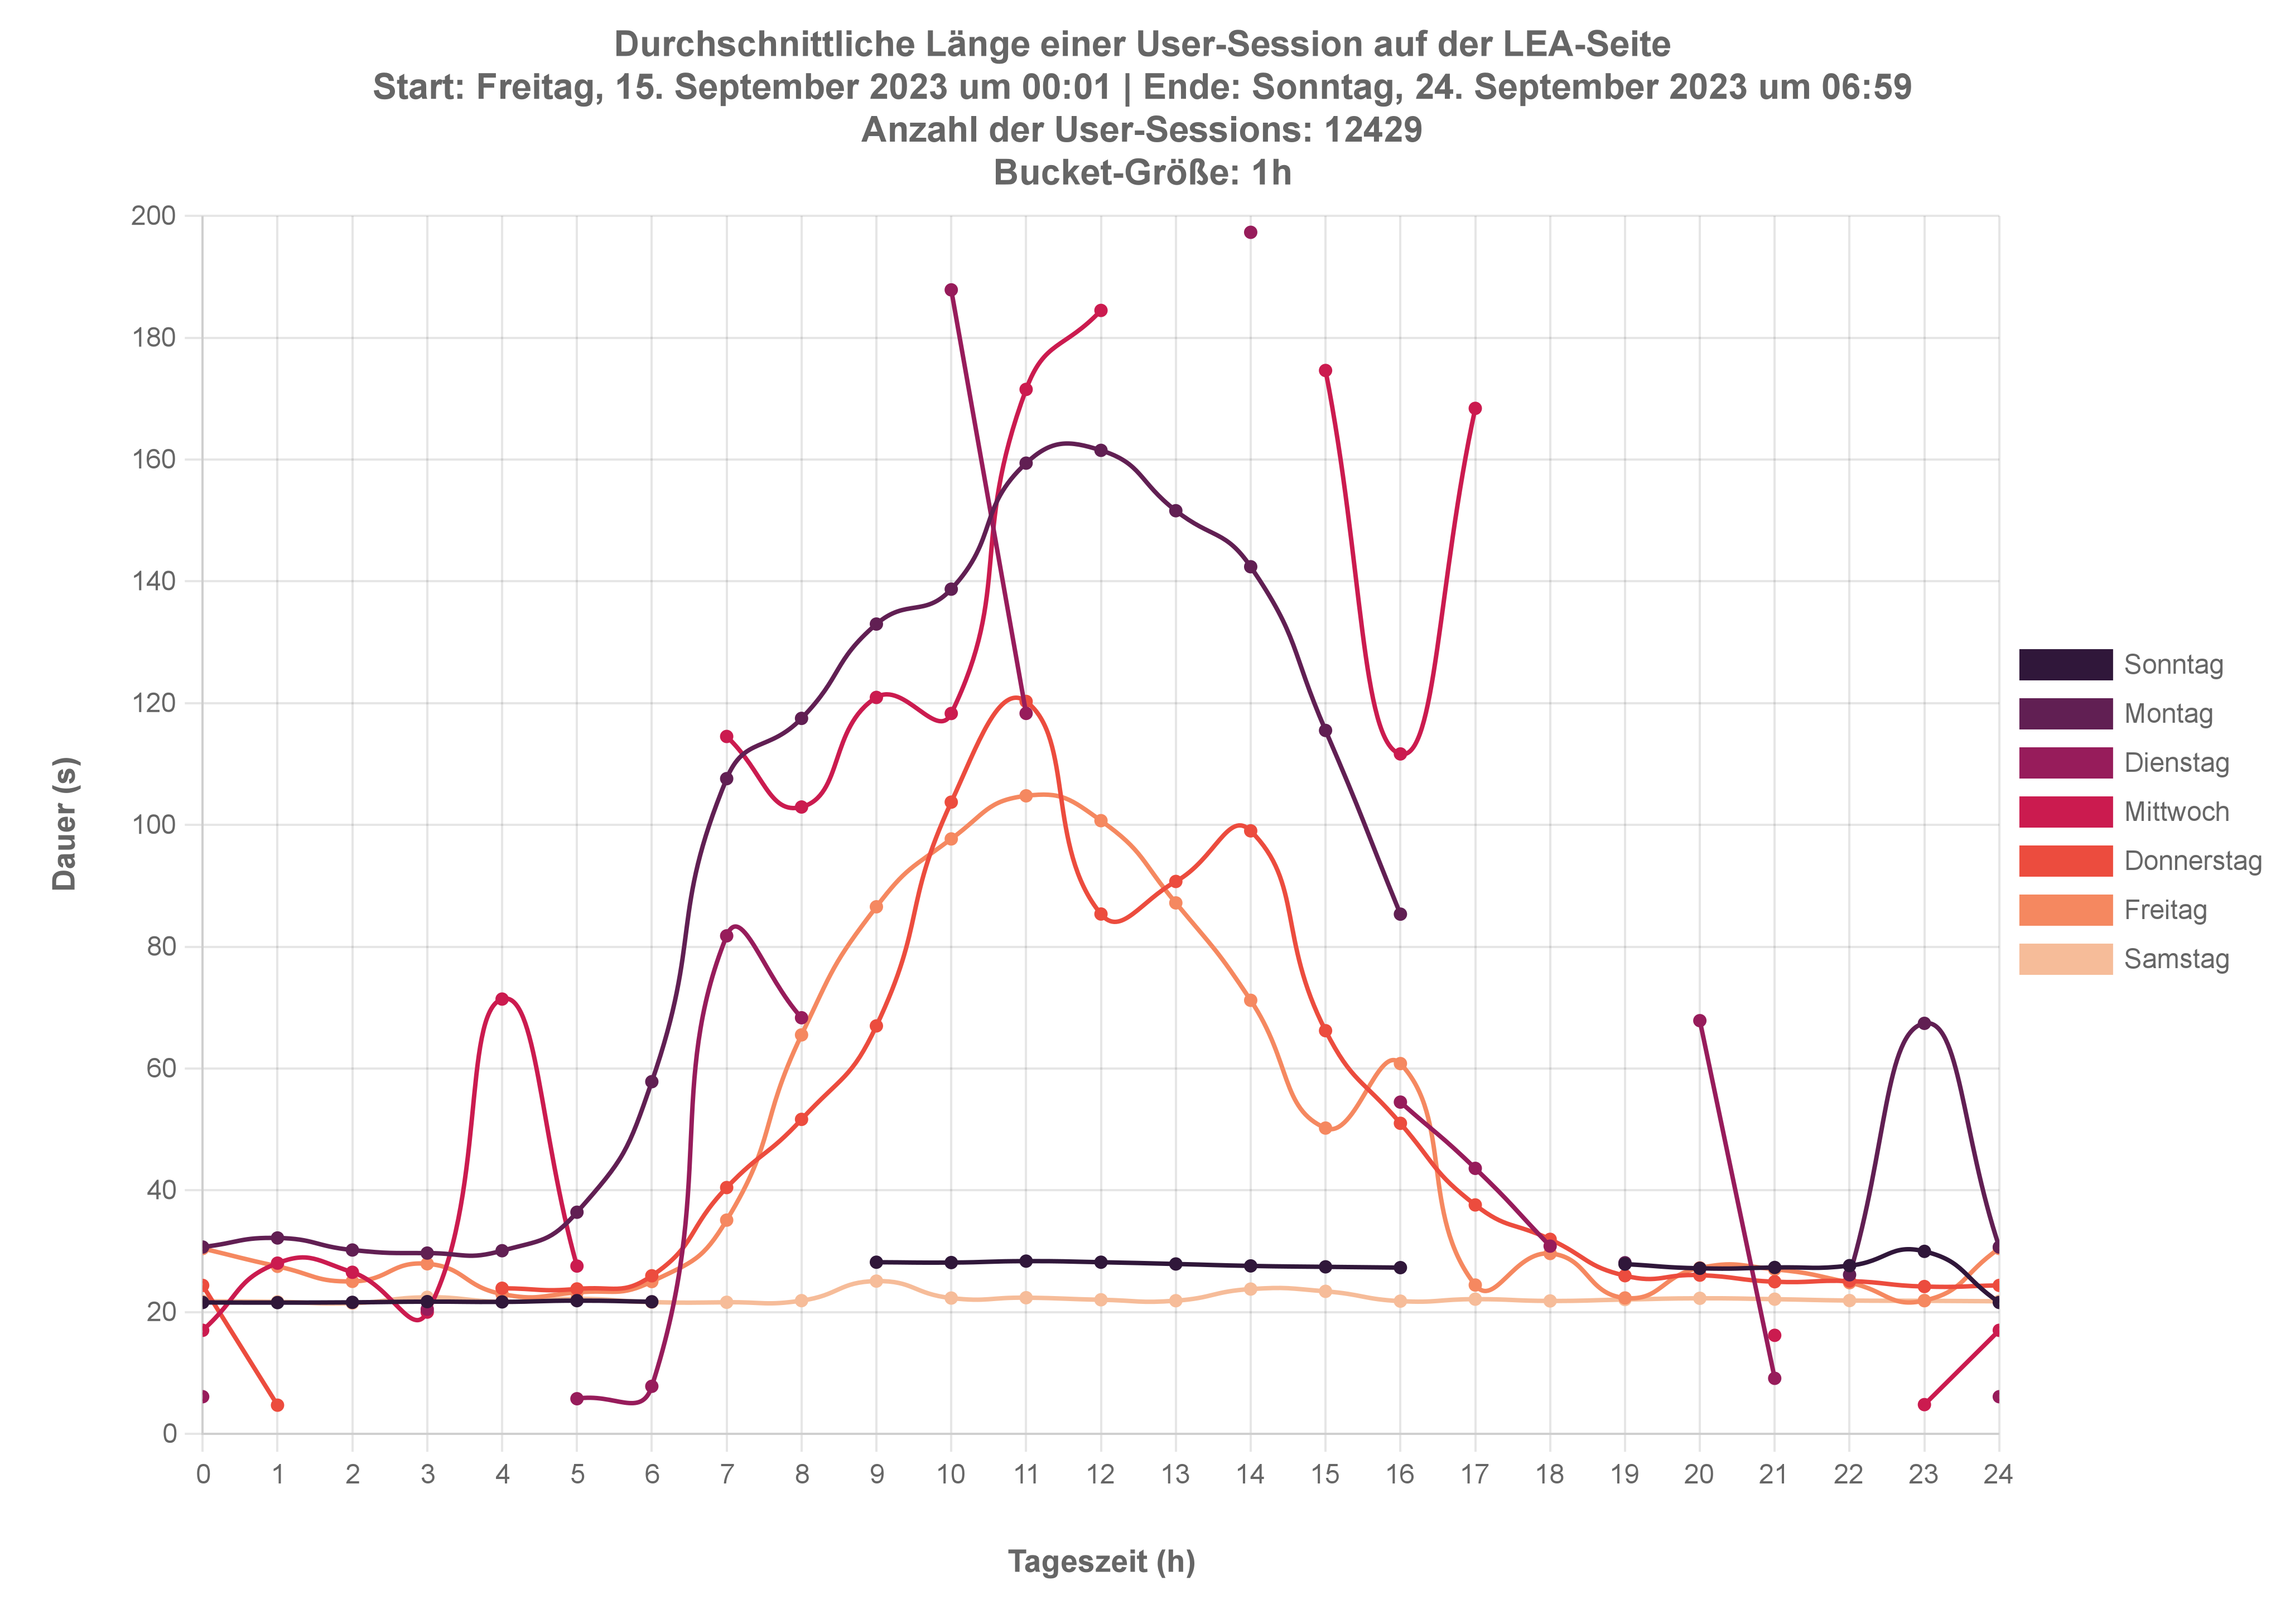 Durchschnittliche Länge einer User-Session auf der LEA-Seite
Start: Freitag, 15. September 2023 um 00:01 | Ende: Sonntag, 24. September 2023 um 06:59
Anzahl der User-Sessions: 12429
Bucket-Größe: 1h
200
180
160
140
120
100
80
60
40
20
0
Dauer (s)
0 1 2 3 4 5 6 7 8 9 10 11 12 13 14 15 16 17 18 19 20 21 22 23 24
Tageszeit (h)
Sonntag
Montag
Dienstag
Mittwoch
Donnerstag
Freitag
Samstag